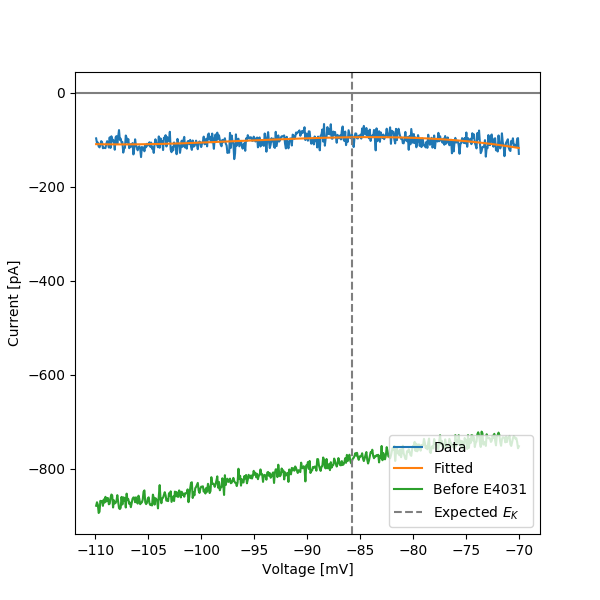 0
−200
−400
−600
−800
Current [pA]
Data
Fitted
Before E4031
Expected E_K
−110
−105
−100
−95
−90
−85
−80
−75
−70
Voltage [mV]